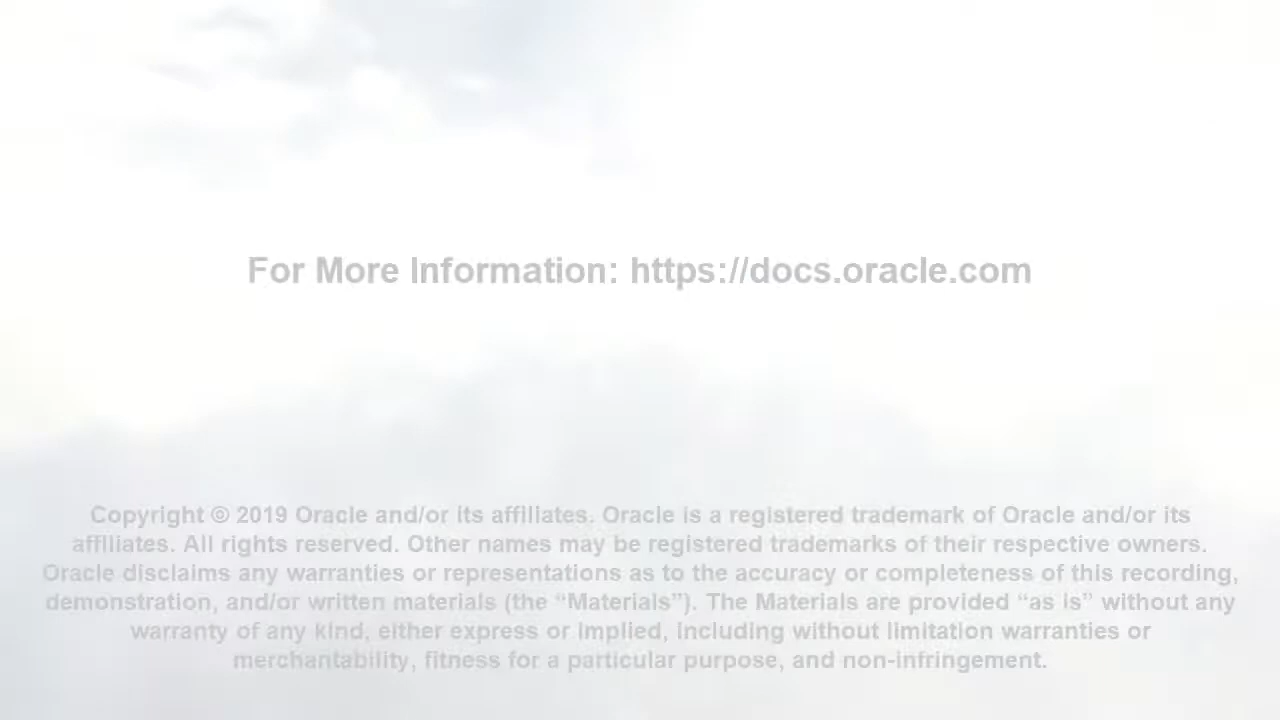 For More Information: https://docs.oracle.com
Copyright © 2019 Oracle and/or its affiliates. Oracle is a registered trademark of Oracle and/or its
affiliates. All rights reserved. Other names may be registered trademarks of their respective owners.
Oracle disclaims any warranties or representations as to the accuracy or completeness of this recording,
demonstration, and/or written materials (the “Materials”). The Materials are provided “as is” without any
warranty of any kind, either express or implied, including without limitation warranties or
merchantability, fitness for a particular purpose, and non-infringement.